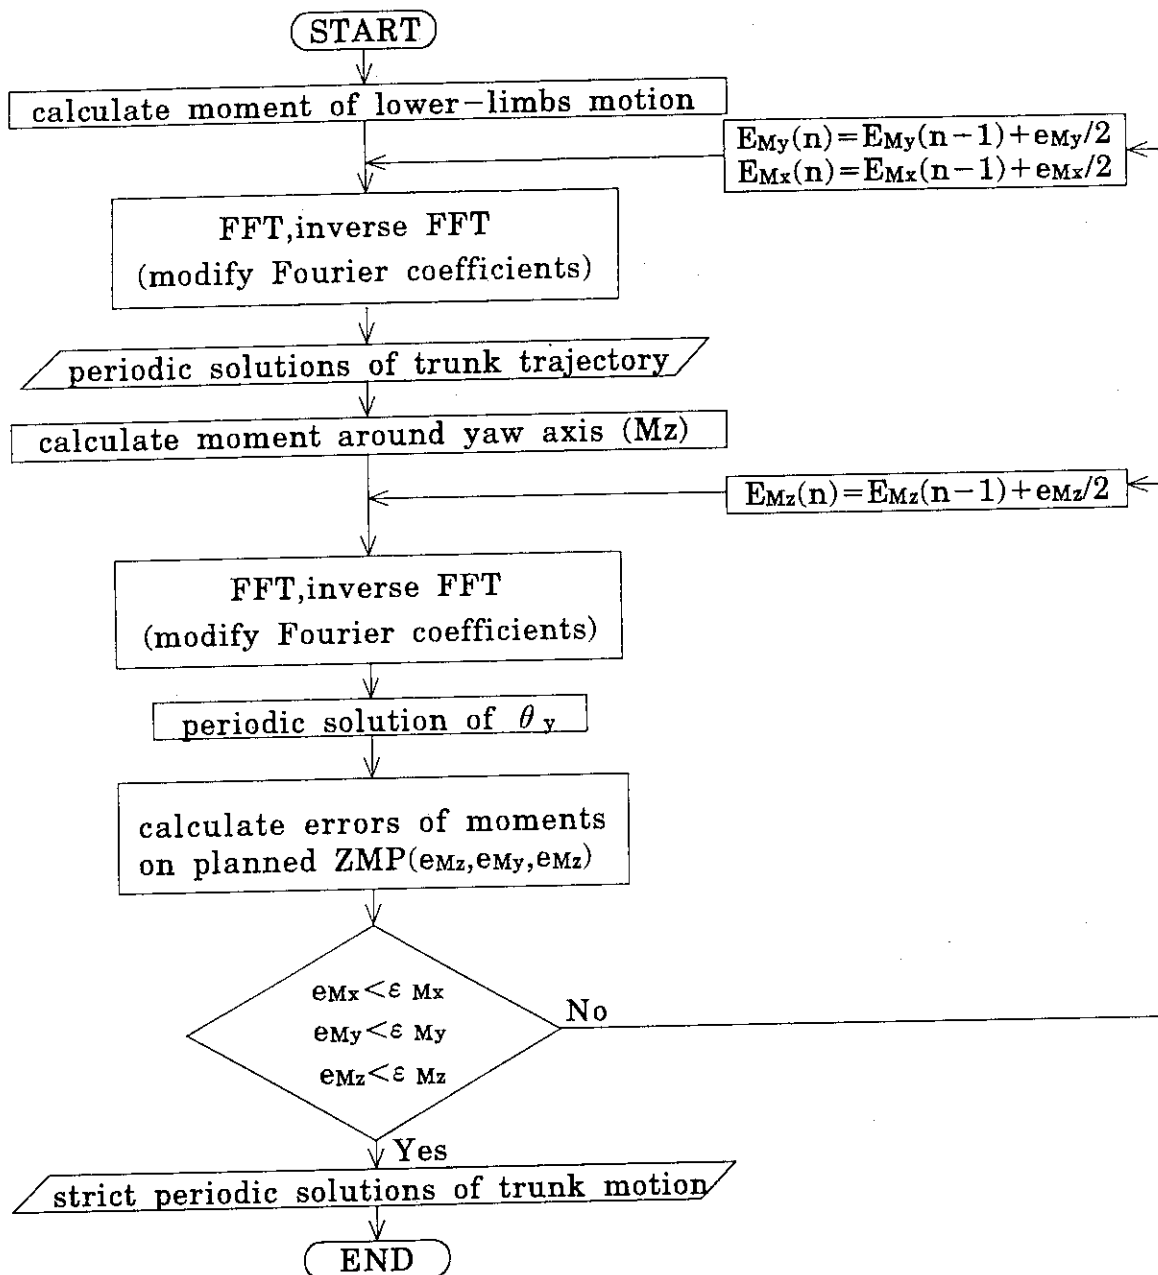 START
calculate moment of lower-limbs motion
EMy(n)=EMy(n-1)+eMy/2
EMx(n)=EMx(n-1)+eMx/2
FFT,inverse FFT
(modify Fourier coefficients)
periodic solutions of trunk trajectory
calculate moment around yaw axis (Mz)
EMz(n)=EMz(n-1)+eMz/2
FFT,inverse FFT
(modify Fourier coefficients)
periodic solution of θy
calculate errors of moments
on planned ZMP(eMz,eMy,eMz)
eMx<ε Mx
No
eMy<ε My
eMz<ε Mz
Yes
strict periodic solutions of trunk motion
END